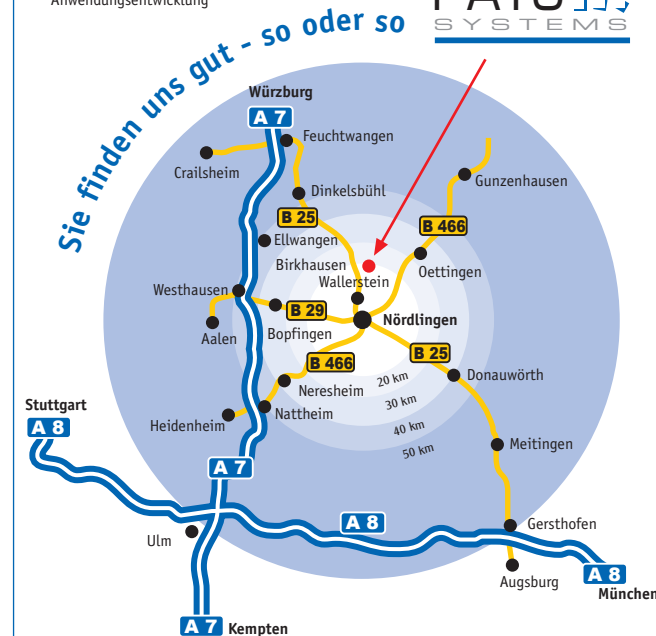 Anwendungsentwicklung
SYSTEMS
Sie finden uns gut - so oder so
Würzburg
A 7
Feuchtwangen
Crailsheim
Gunzenhausen
Dinkelsbühl
B 25
B 466
Ellwangen
Birkhausen
Oettingen
Wallerstein
Westhausen
B 29
Nördlingen
Aalen
Bopfingen
B 25
B 466
20 km
Donauwörth
Neresheim
30 km
Stuttgart
Nattheim
A 8
Heidenheim
40 km
Meitingen
50 km
A 7
A 8
Gersthofen
Ulm
A 8
Augsburg
München
A 7
Kempten